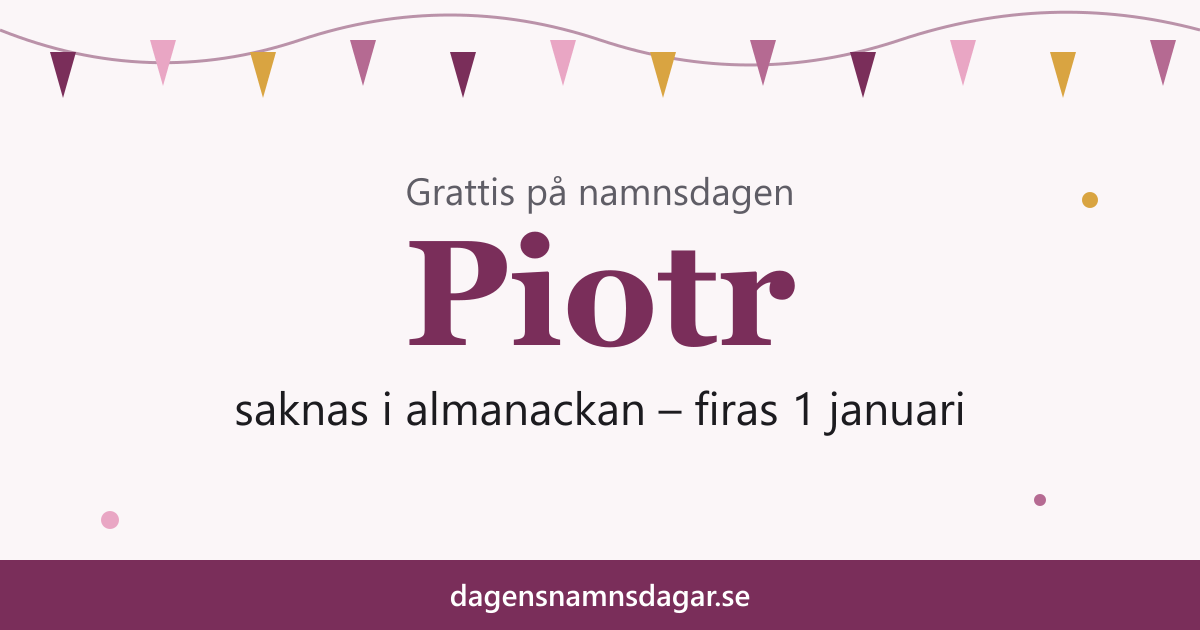 Grattis på namnsdagen
Piotr
saknas i almanackan – firas 1 januari
dagensnamnsdagar.se